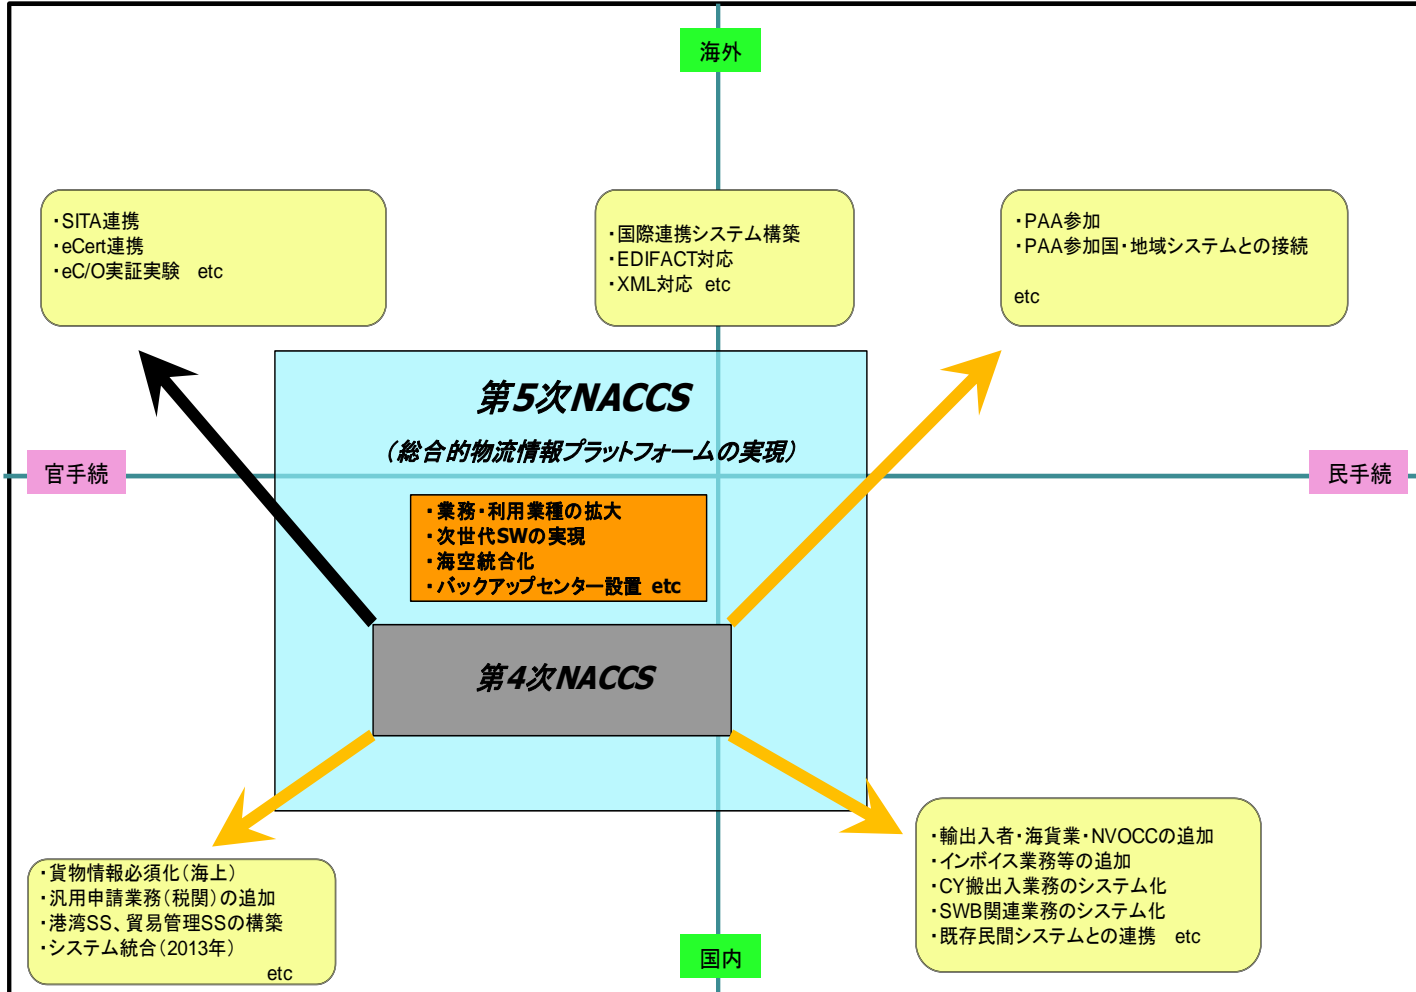 海外
・SITA連携
・eCert連携
・eC/O実証実験　etc
・国際連携システム構築
・EDIFACT対応
・XML対応 etc
・PAA参加
・PAA参加国・地域システムとの接続
etc
第5次NACCS
（総合的物流情報プラットフォームの実現）
官手続
民手続
・業務・利用業種の拡大
・次世代SWの実現
・海空統合化
・バックアップセンター設置 etc
第4次NACCS
・貨物情報必須化（海上）
・汎用申請業務（税関）の追加
・港湾SS、貿易管理SSの構築
・システム統合（2013年）
etc
・輸出入者・海貨業・NVOCCの追加
・インボイス業務等の追加
・CY搬出入業務のシステム化
・SWB関連業務のシステム化
・既存民間システムとの連携　etc
国内